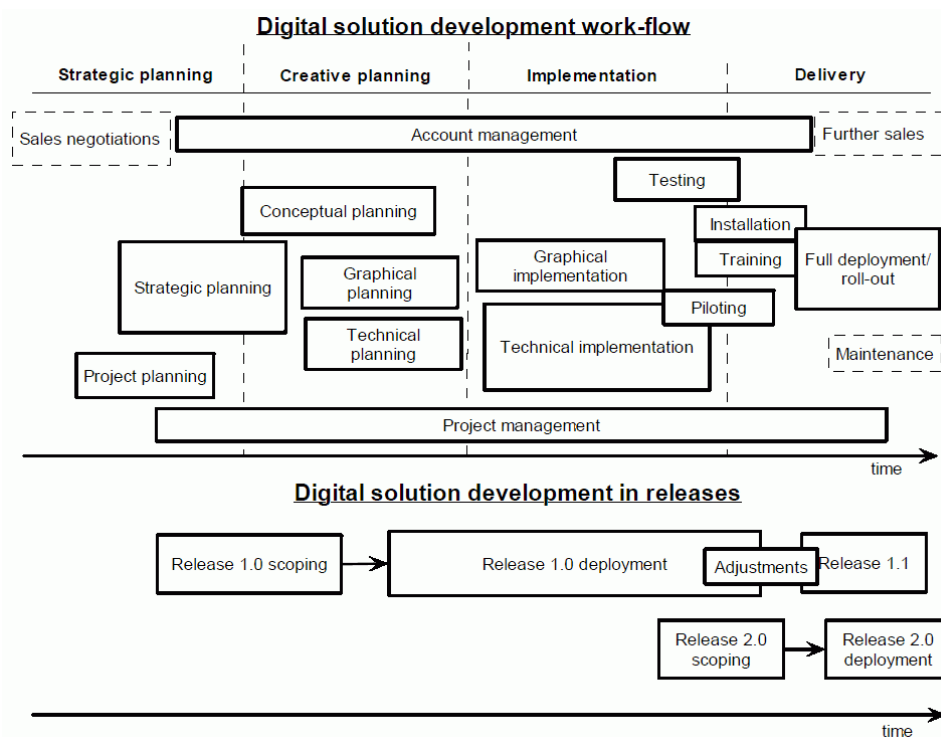 Digital solution development work-flow
Strategic planning
Creative planning
Implementation
Delivery
Sales negotiations
Account management
Further sales
Testing
Conceptual planning
Installation
Strategic planning
Graphical
planning
Graphical
implementation
Training
Full deployment/
roll-out
Technical
planning
Piloting
Technical implementation
Maintenance
Project planning
Project management
time
Digital solution development in releases
Release 1.0 scoping
Release 1.0 deployment
Adjustments
Release 1.1
Release 2.0
scoping
Release 2.0
deployment
time